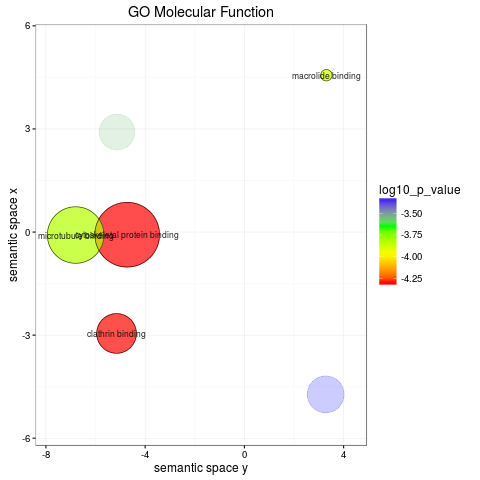 GO Molecular Function
6
macrolide binding
3
log10_p_value
-3.50
-3.75
-4.00
-4.25
semantic space x
0
microtubule binding
cytoskeletal protein binding
-3
clathrin binding
-6
-8
-4
0
4
semantic space y